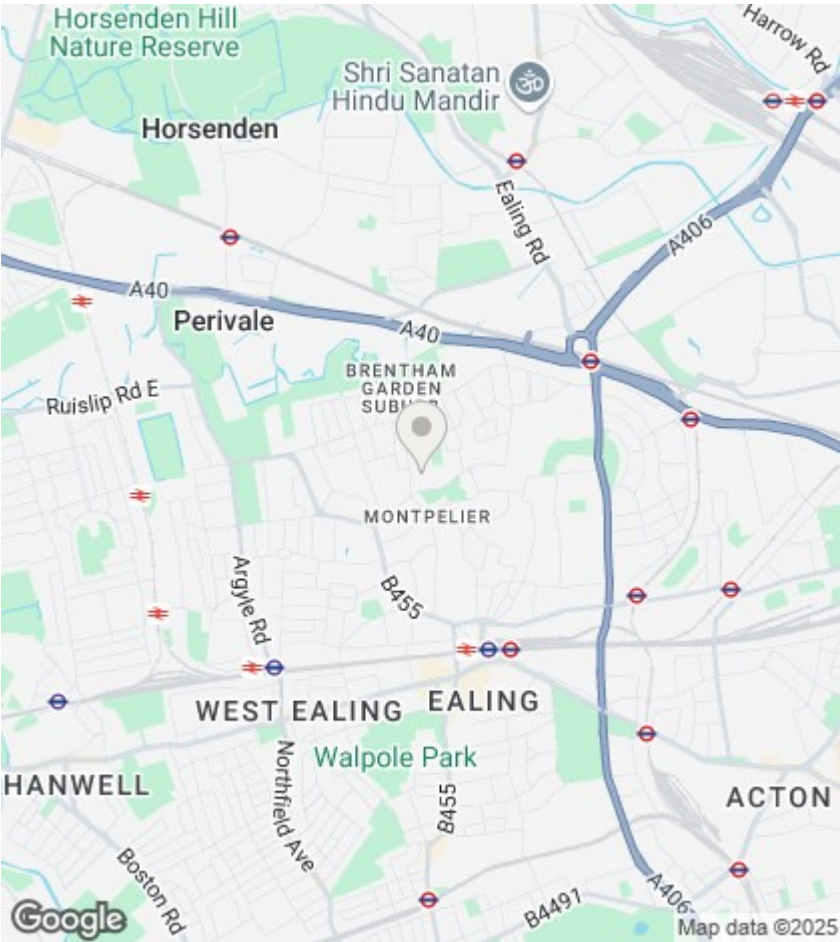 Horsenden Hill
Nature Reserve
Harrow Rd
Shri Sanatan
Hindu Mandir
Horsenden
Ealing Rd
A406
A40
Perivale
A40
BRENTHAM
GARDEN
Ruislip Rd E
MONTPELIER
Argyle Rd
B455
WEST EALING
EALING
Walpole Park
HANWELL
Northfield Ave
B455
ACTON
Boston Rd
A406
B4491
Google
Map data ©2025